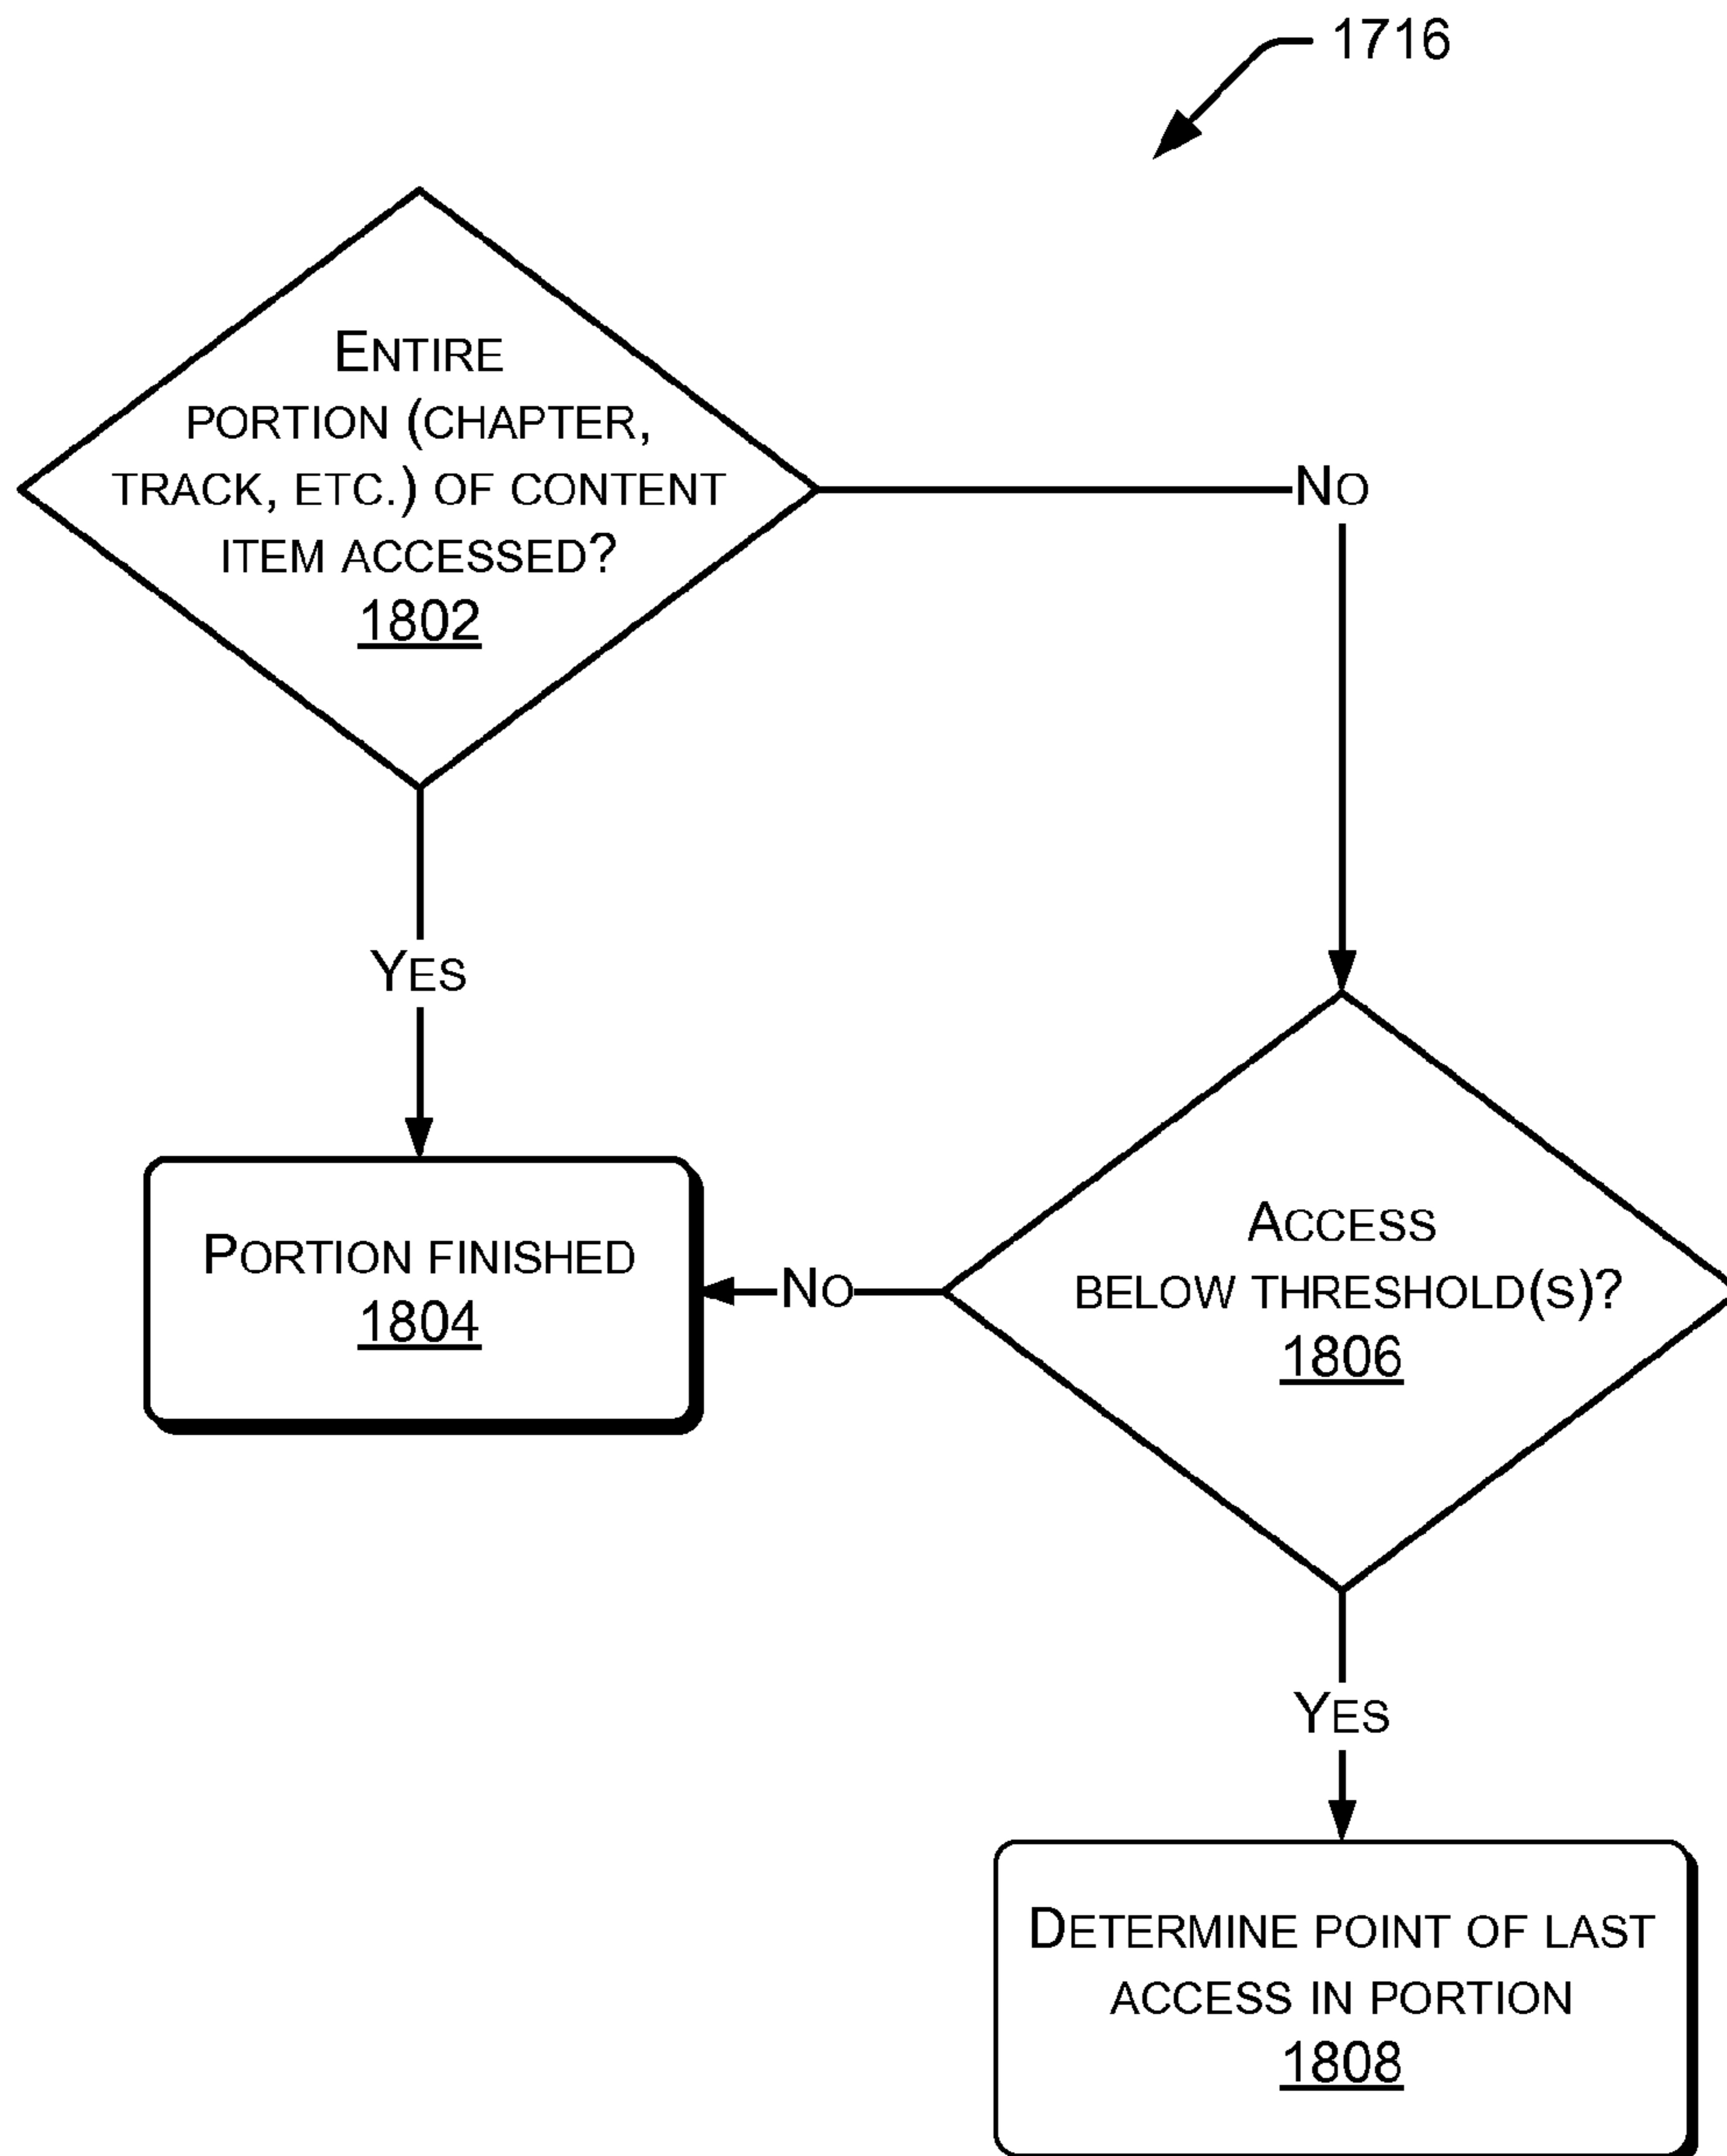 1716
ENTIRE
PORTION (CHAPTER,
TRACK, ETC.) OF CONTENT
ITEM ACCESSED?
1802
NO
YES
PORTION FINISHED
1804
NO
ACCESS
BELOW THRESHOLD(S)?
1806
YES
DETERMINE POINT OF LAST
ACCESS IN PORTION
1808